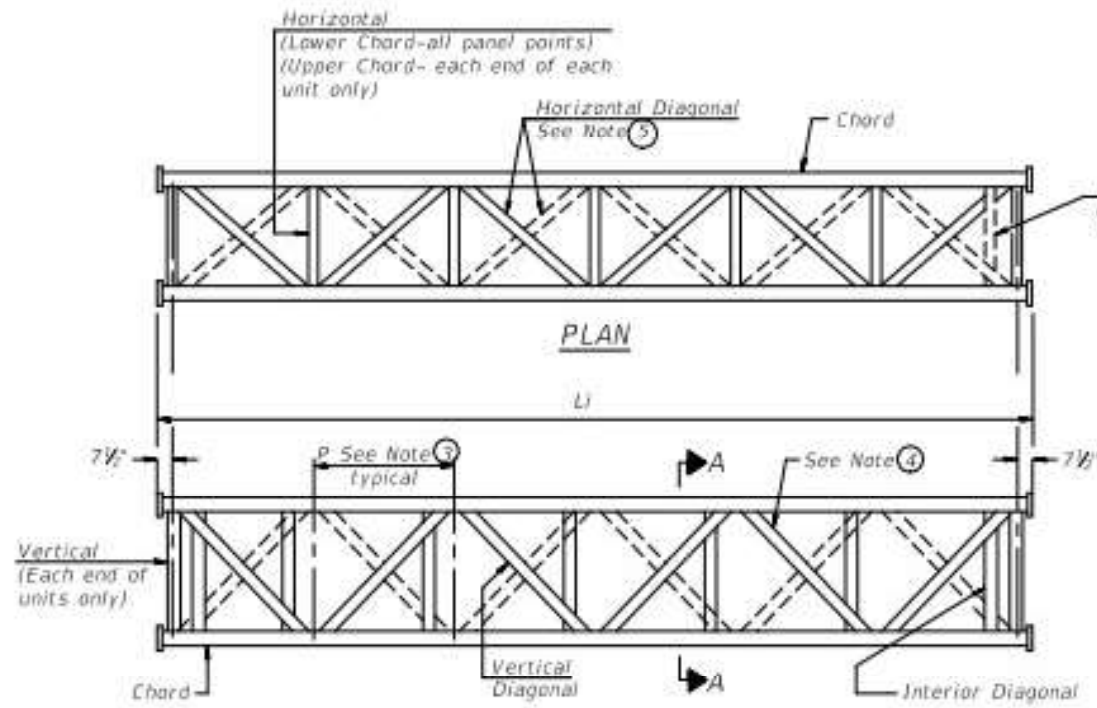 Horizontal
(Lower Chord-all panel points)
(Upper Chord- each end of each
unit only)
Horizontal Diagonal
See Note 5
Chord
PLAN
Li
7½"
P See Note 3
typical
A
See Note 4
7½"
Vertical
(Each end of
units only)
Chord
Vertical
Diagonal
A
Interior Diagonal